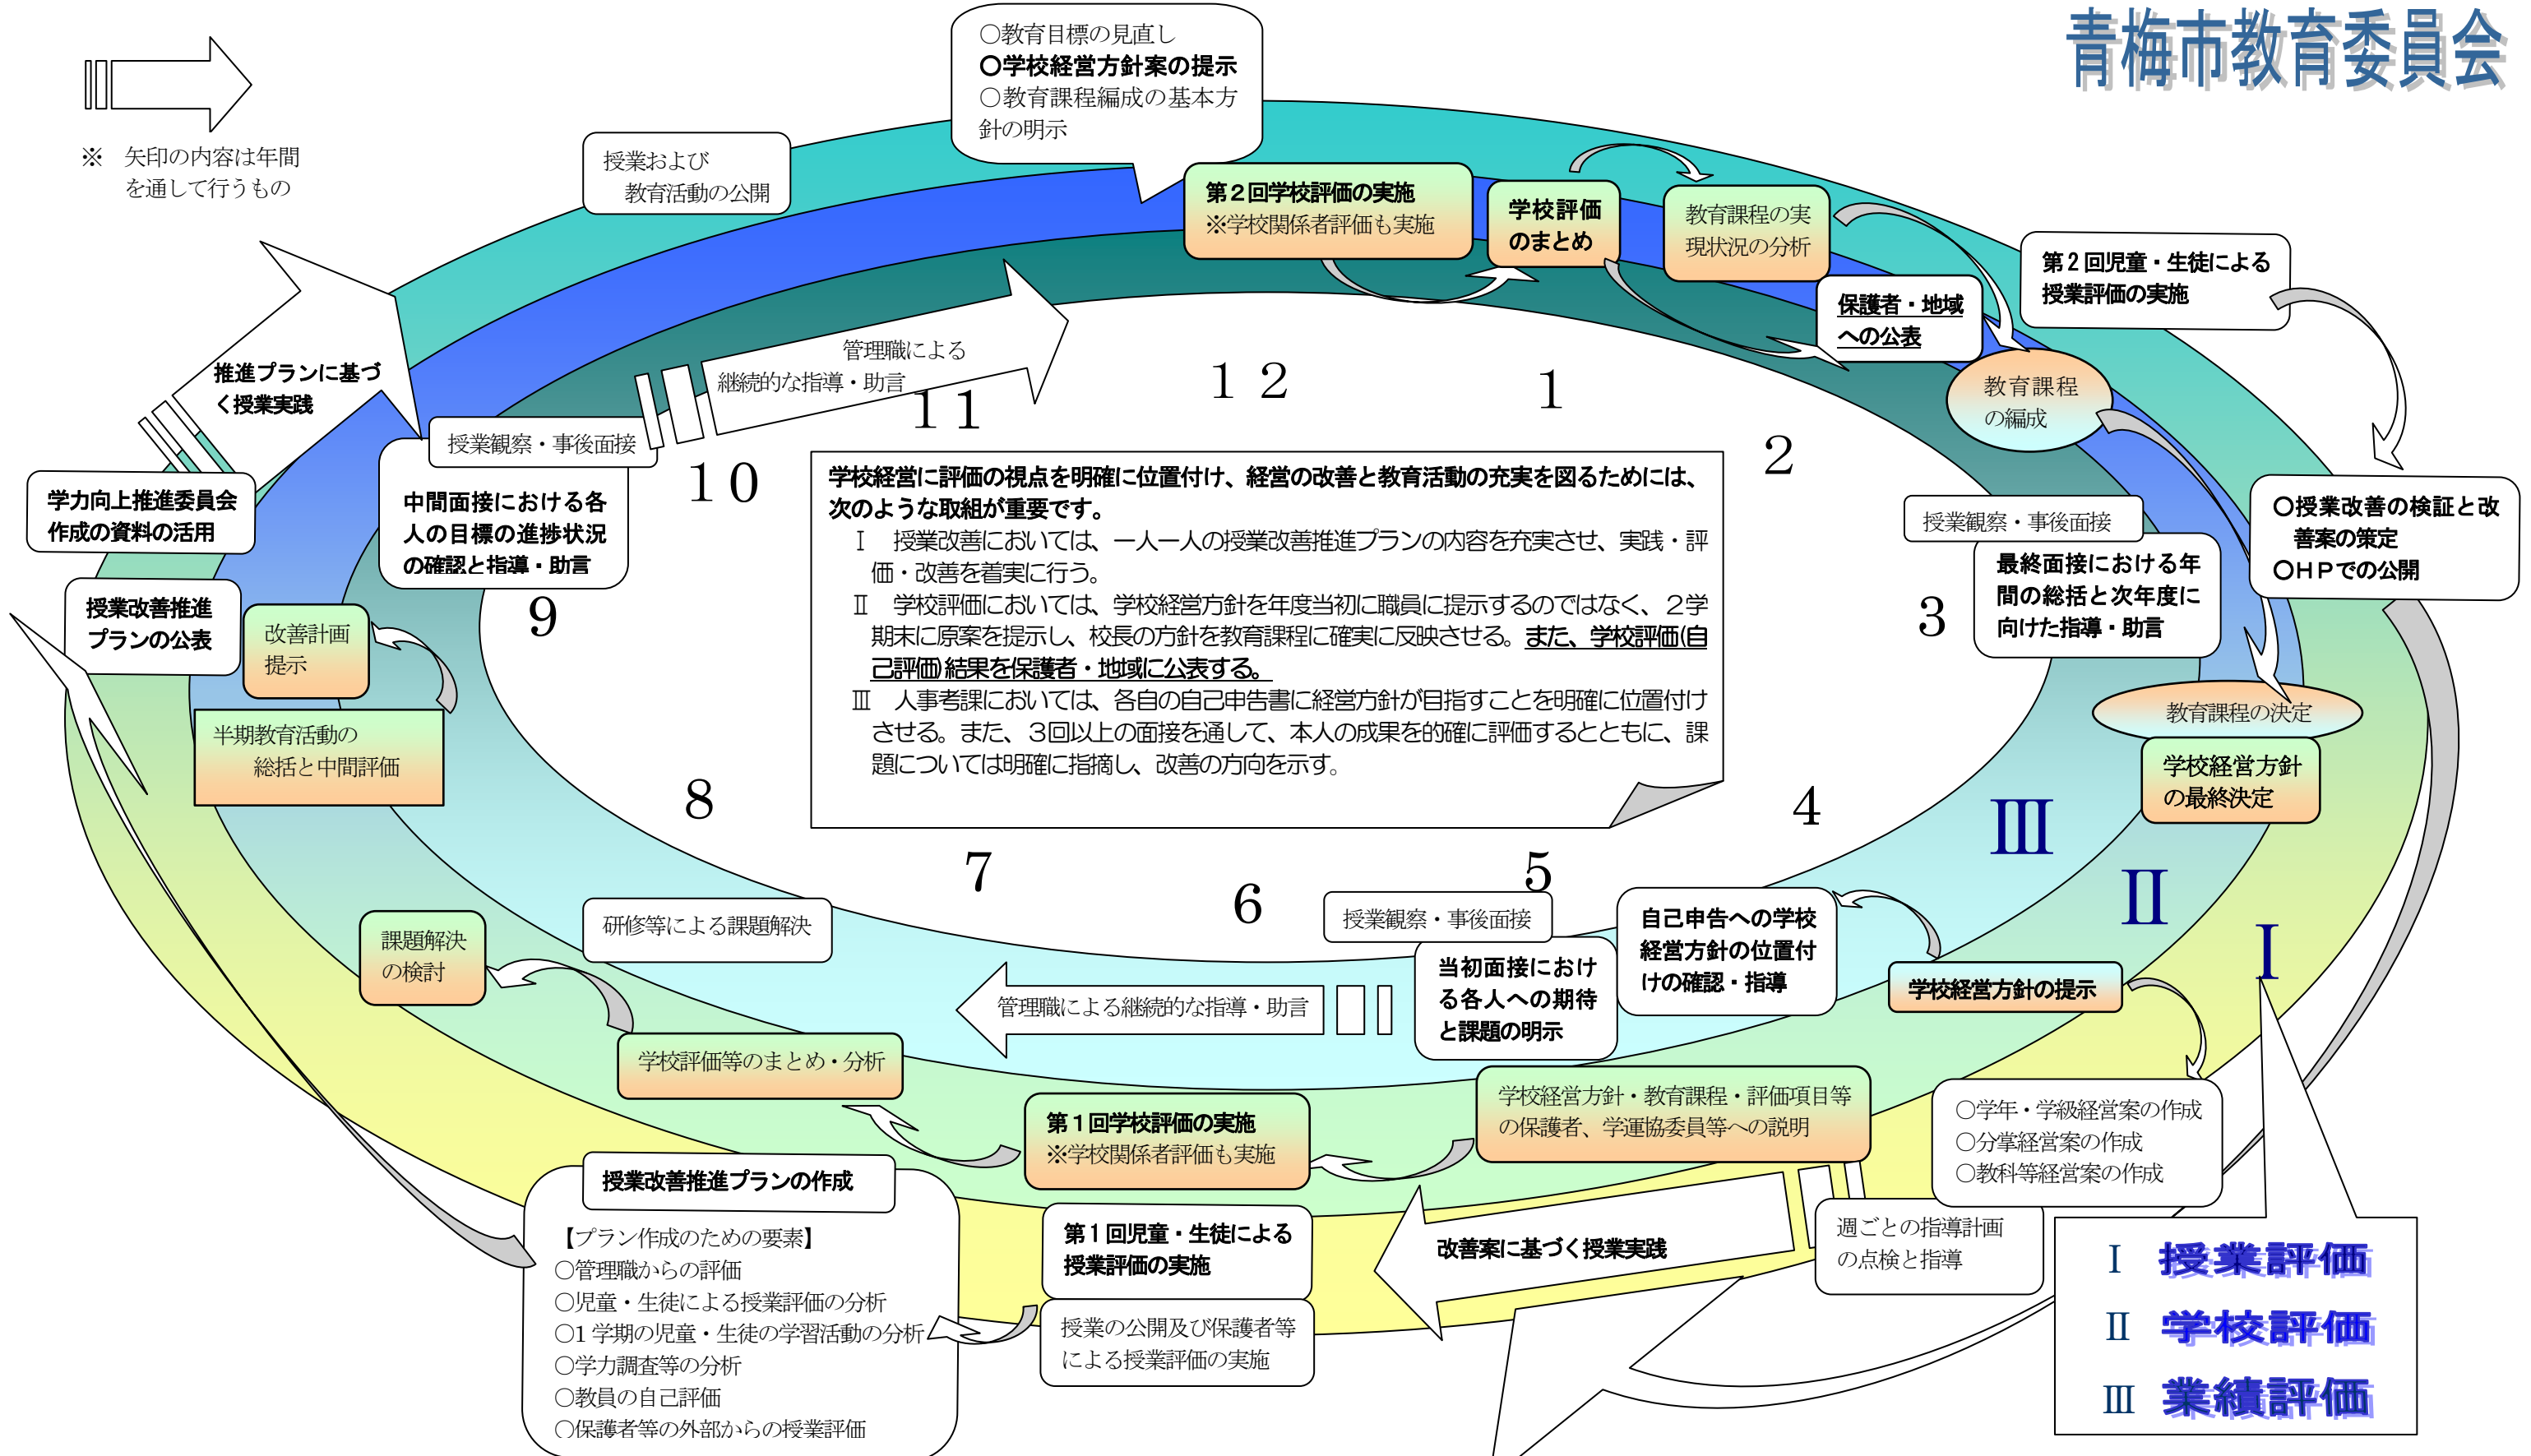 青梅市教育委員会
※　矢印の内容は年間
を通して行うもの
○教育目標の見直し
○学校経営方針案の提示
○教育課程編成の基本方
針の明示
授業および
教育活動の公開
第２回学校評価の実施
※学校関係者評価も実施
学校評価
のまとめ
教育課程の実
現状況の分析
保護者・地域
への公表
第２回児童・生徒による
授業評価の実施
教育課程
の編成
推進プランに基づ
く授業実践
管理職による
継続的な指導・助言
１２
１
１１
２
１０
授業観察・事後面接
中間面接における各
人の目標の進捗状況
の確認と指導・助言
学力向上推進委員会
作成の資料の活用
授業改善推進
プランの公表
改善計画
提示
半期教育活動の
総括と中間評価
９
学校経営に評価の視点を明確に位置付け、経営の改善と教育活動の充実を図るためには、
次のような取組が重要です。
Ⅰ　授業改善においては、一人一人の授業改善推進プランの内容を充実させ、実践・評
価・改善を着実に行う。
Ⅱ　学校評価においては、学校経営方針を年度当初に職員に提示するのではなく、２学
期末に原案を提示し、校長の方針を教育課程に確実に反映させる。また、学校評価(自
己評価)結果を保護者・地域に公表する。
Ⅲ　人事考課においては、各自の自己申告書に経営方針が目指すことを明確に位置付け
させる。また、３回以上の面接を通して、本人の成果を的確に評価するとともに、課
題については明確に指摘し、改善の方向を示す。
授業観察・事後面接
最終面接における年
間の総括と次年度に
向けた指導・助言
３
○授業改善の検証と改
善案の策定
○ＨＰでの公開
教育課程の決定
学校経営方針
の最終決定
８
７
６
５
４
Ⅲ
Ⅱ
Ⅰ
課題解決
の検討
研修等による課題解決
授業観察・事後面接
当初面接におけ
る各人への期待
と課題の明示
自己申告への学校
経営方針の位置付
けの確認・指導
学校経営方針の提示
管理職による継続的な指導・助言
学校評価等のまとめ・分析
第１回学校評価の実施
※学校関係者評価も実施
学校経営方針・教育課程・評価項目等
の保護者、学運協委員等への説明
○学年・学級経営案の作成
○分掌経営案の作成
○教科等経営案の作成
週ごとの指導計画
の点検と指導
改善案に基づく授業実践
第１回児童・生徒による
授業評価の実施
授業の公開及び保護者等
による授業評価の実施
授業改善推進プランの作成
【プラン作成のための要素】
○管理職からの評価
○児童・生徒による授業評価の分析
○1 学期の児童・生徒の学習活動の分析
○学力調査等の分析
○教員の自己評価
○保護者等の外部からの授業評価
Ⅰ　授業評価
Ⅱ　学校評価
Ⅲ　業績評価